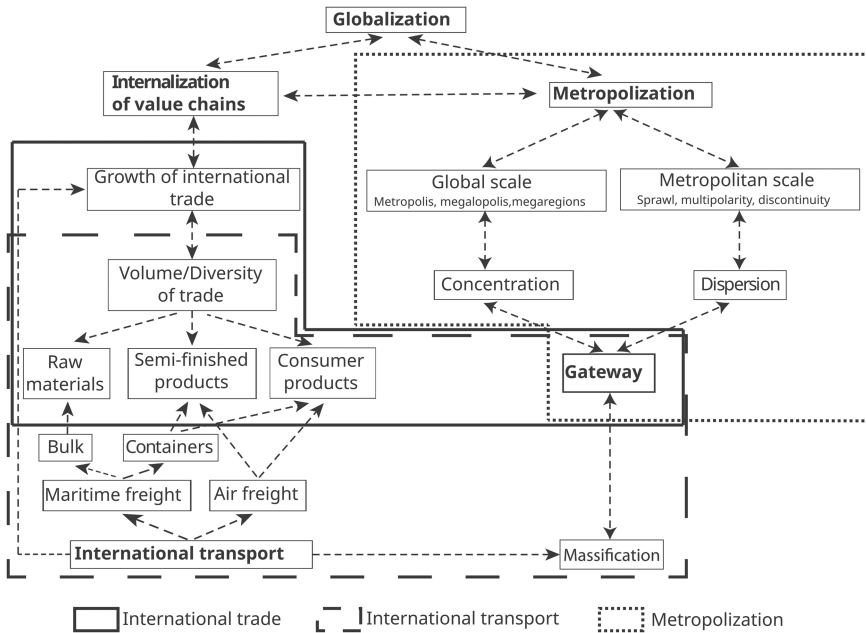 Globalization
Internalization
of value chains
Metropolization
Growth of international
trade
Global scale
Metropolis, megalopolis,megaregions
Metropolitan scale
Sprawl, multipolarity, discontinuity
Volume/Diversity
of trade
Concentration
Dispersion
Raw
materials
Semi-finished
products
Consumer
products
Gateway
Bulk
Containers
Maritime freight
Air freight
International transport
Massification
International trade
International transport
Metropolization